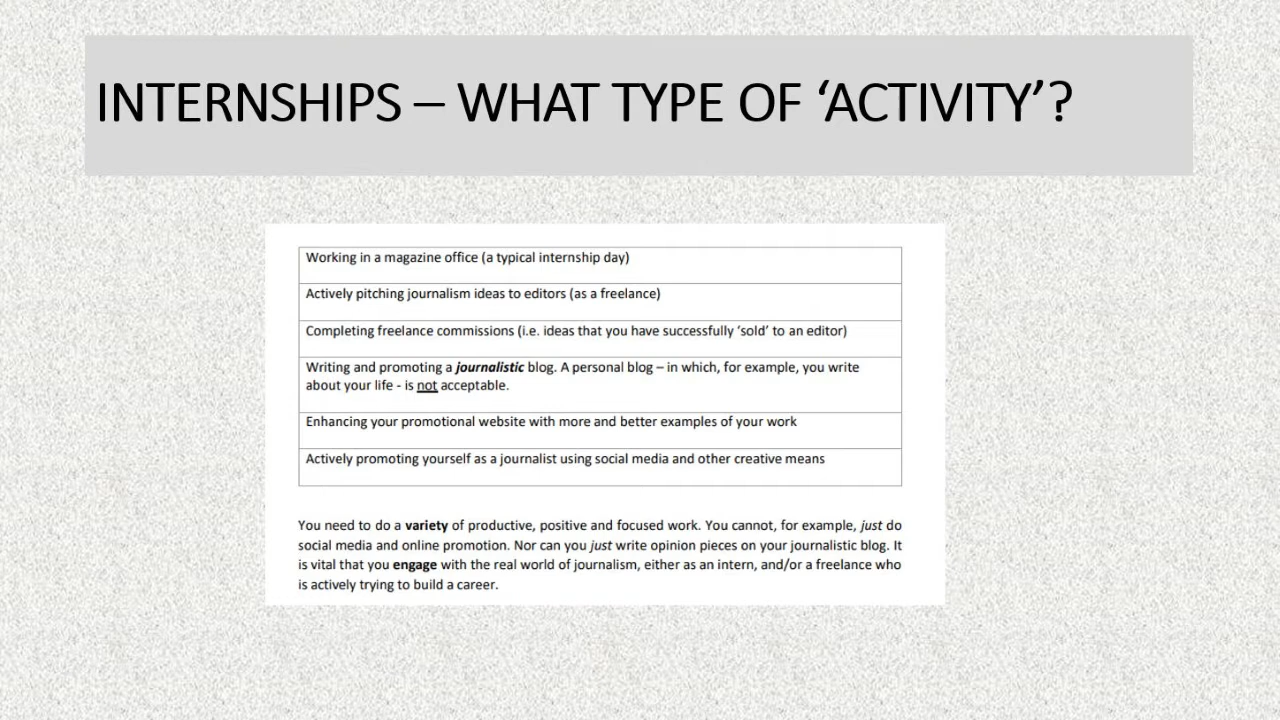 INTERNSHIPS – WHAT TYPE OF ‘ACTIVITY’?
Working in a magazine office (a typical internship day)
Actively pitching journalism ideas to editors (as a freelance)
Completing freelance commissions (i.e. ideas that you have successfully ‘sold’ to an editor)
Writing and promoting a journalistic blog. A personal blog – in which, for example, you write
about your life - is not acceptable.
Enhancing your promotional website with more and better examples of your work
Actively promoting yourself as a journalist using social media and other creative means
You need to do a variety of productive, positive and focused work. You cannot, for example, just do
social media and online promotion. Nor can you just write opinion pieces on your journalistic blog. It
is vital that you engage with the real world of journalism, either as an intern, and/or a freelance who
is actively trying to build a career.